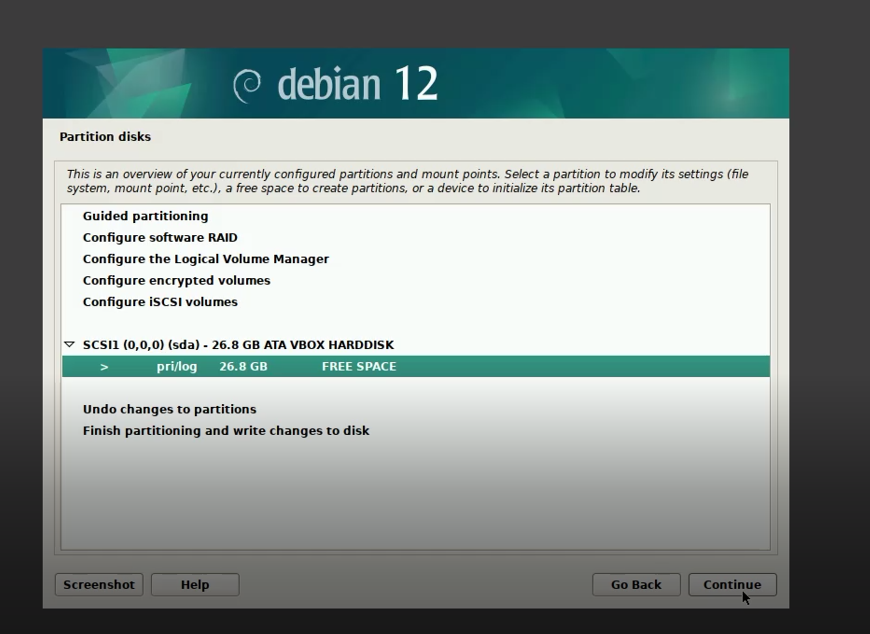 debian 12
Partition disks
This is an overview of your currently configured partitions and mount points. Select a partition to modify its settings (file
system, mount point, etc.), a free space to create partitions, or a device to initialize its partition table.
Guided partitioning
Configure software RAID
Configure the Logical Volume Manager
Configure encrypted volumes
Configure iSCSI volumes
SCSI1 (0,0,0) (sda) - 26.8 GB ATA VBOX HARDDISK
> pri/log 26.8 GB FREE SPACE
Undo changes to partitions
Finish partitioning and write changes to disk
Screenshot Help Go Back Continue